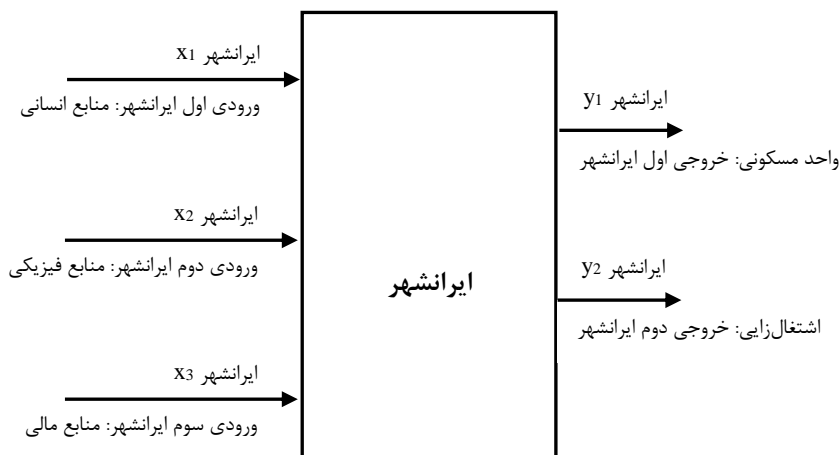 ایرانشهر x1
ورودی اول ایرانشهر: منابع انسانی
ایرانشهر y1
واحد مسکونی: خروجی اول ایرانشهر
ایرانشهر x2
ورودی دوم ایرانشهر: منابع فیزیکی
ایرانشهر
ایرانشهر y2
اشتغال‌زایی: خروجی دوم ایرانشهر
ایرانشهر x3
ورودی سوم ایرانشهر: منابع مالی